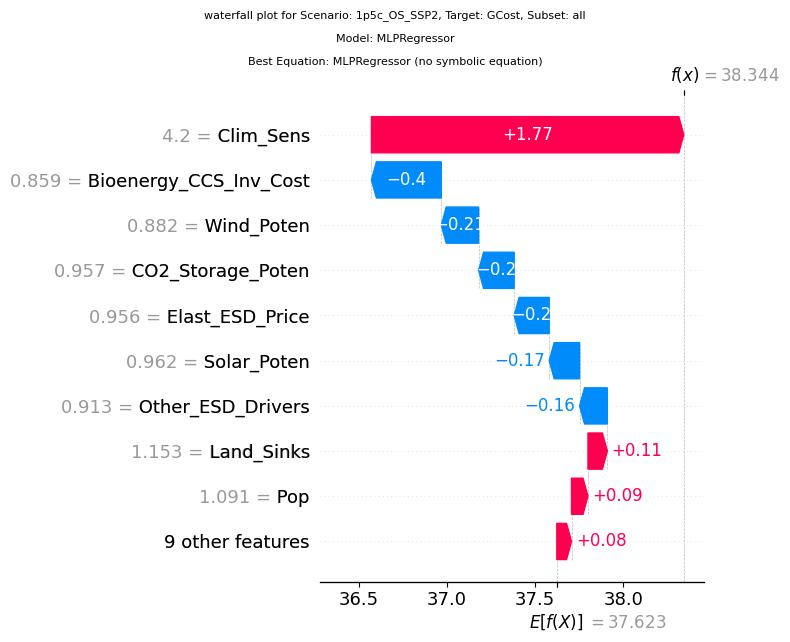 waterfall plot for Scenario: 1p5c_OS_SSP2, Target: GCost, Subset: all
Model: MLPRegressor
Best Equation: MLPRegressor (no symbolic equation)
f(x) = 38.344
4.2 = Clim_Sens +1.77
0.859 = Bioenergy_CCS_Inv_Cost −0.4
0.882 = Wind_Poten −0.21
0.957 = CO2_Storage_Poten −0.2
0.956 = Elast_ESD_Price −0.2
0.962 = Solar_Poten −0.17
0.913 = Other_ESD_Drivers −0.16
1.153 = Land_Sinks +0.11
1.091 = Pop +0.09
9 other features +0.08
36.5 37.0 37.5 38.0
E[f(X)] = 37.623